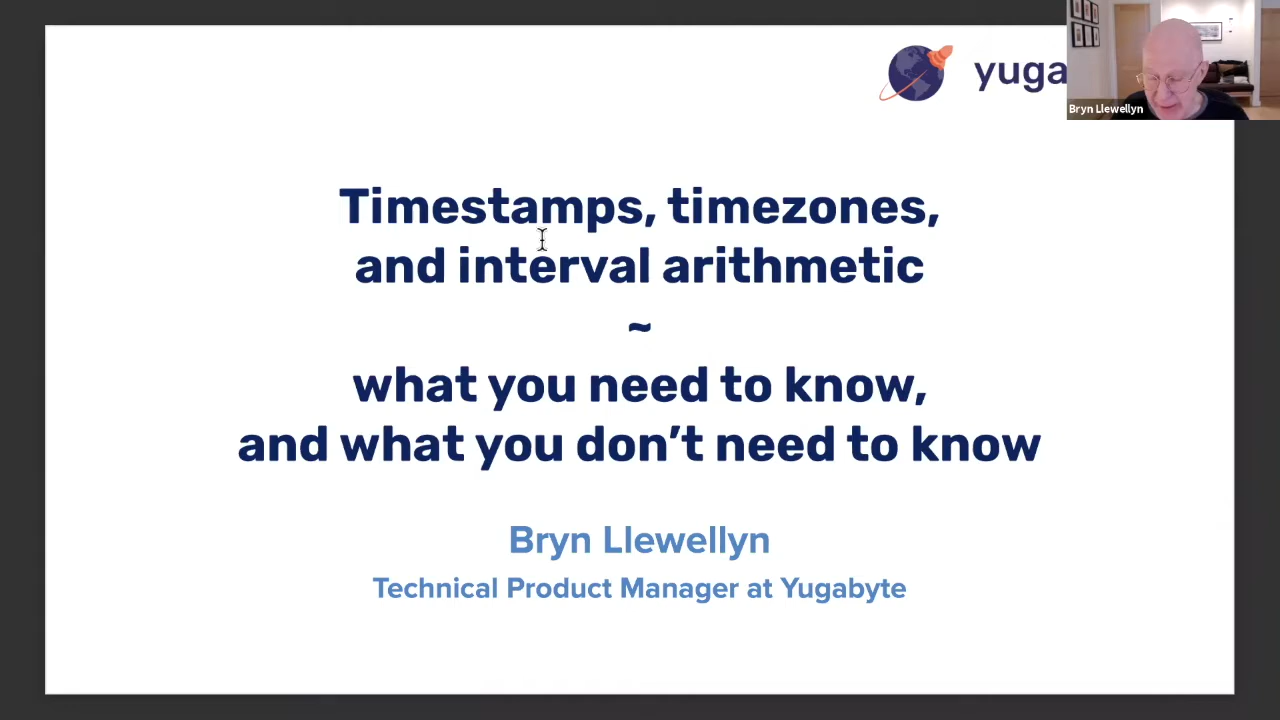 yuga
Bryn Llewellyn
Timestamps, timezones,
and interval arithmetic
~
what you need to know,
and what you don’t need to know
Bryn Llewellyn
Technical Product Manager at Yugabyte